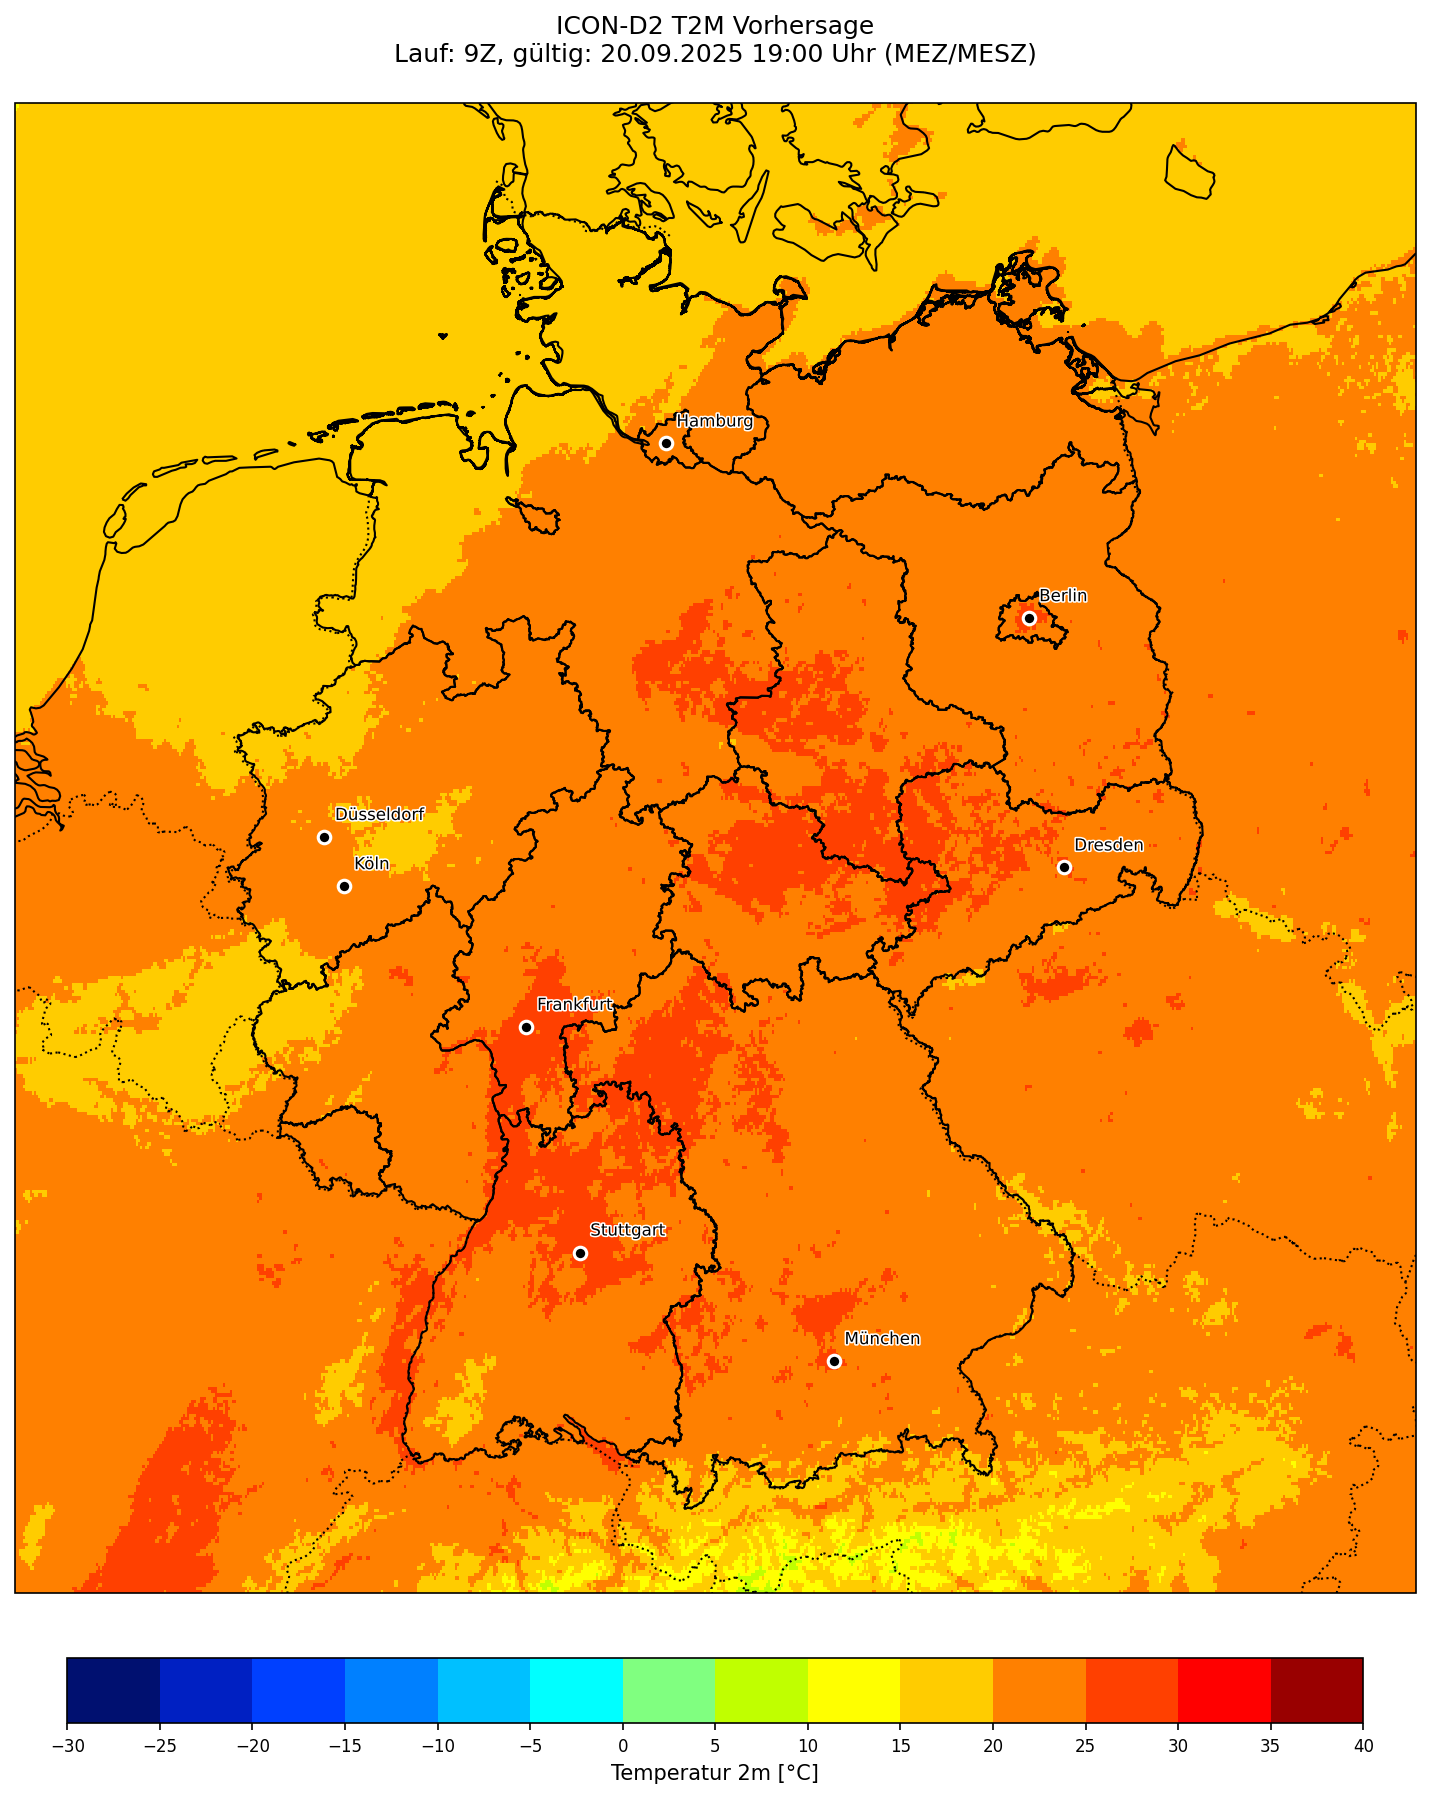 ICON-D2 T2M Vorhersage
Lauf: 9Z, gültig: 20.09.2025 19:00 Uhr (MEZ/MESZ)
Hamburg
Berlin
Düsseldorf
Dresden
Köln
Frankfurt
Stuttgart
München
−30 −25 −20 −15 −10 −5 0 5 10 15 20 25 30 35 40
Temperatur 2m [°C]